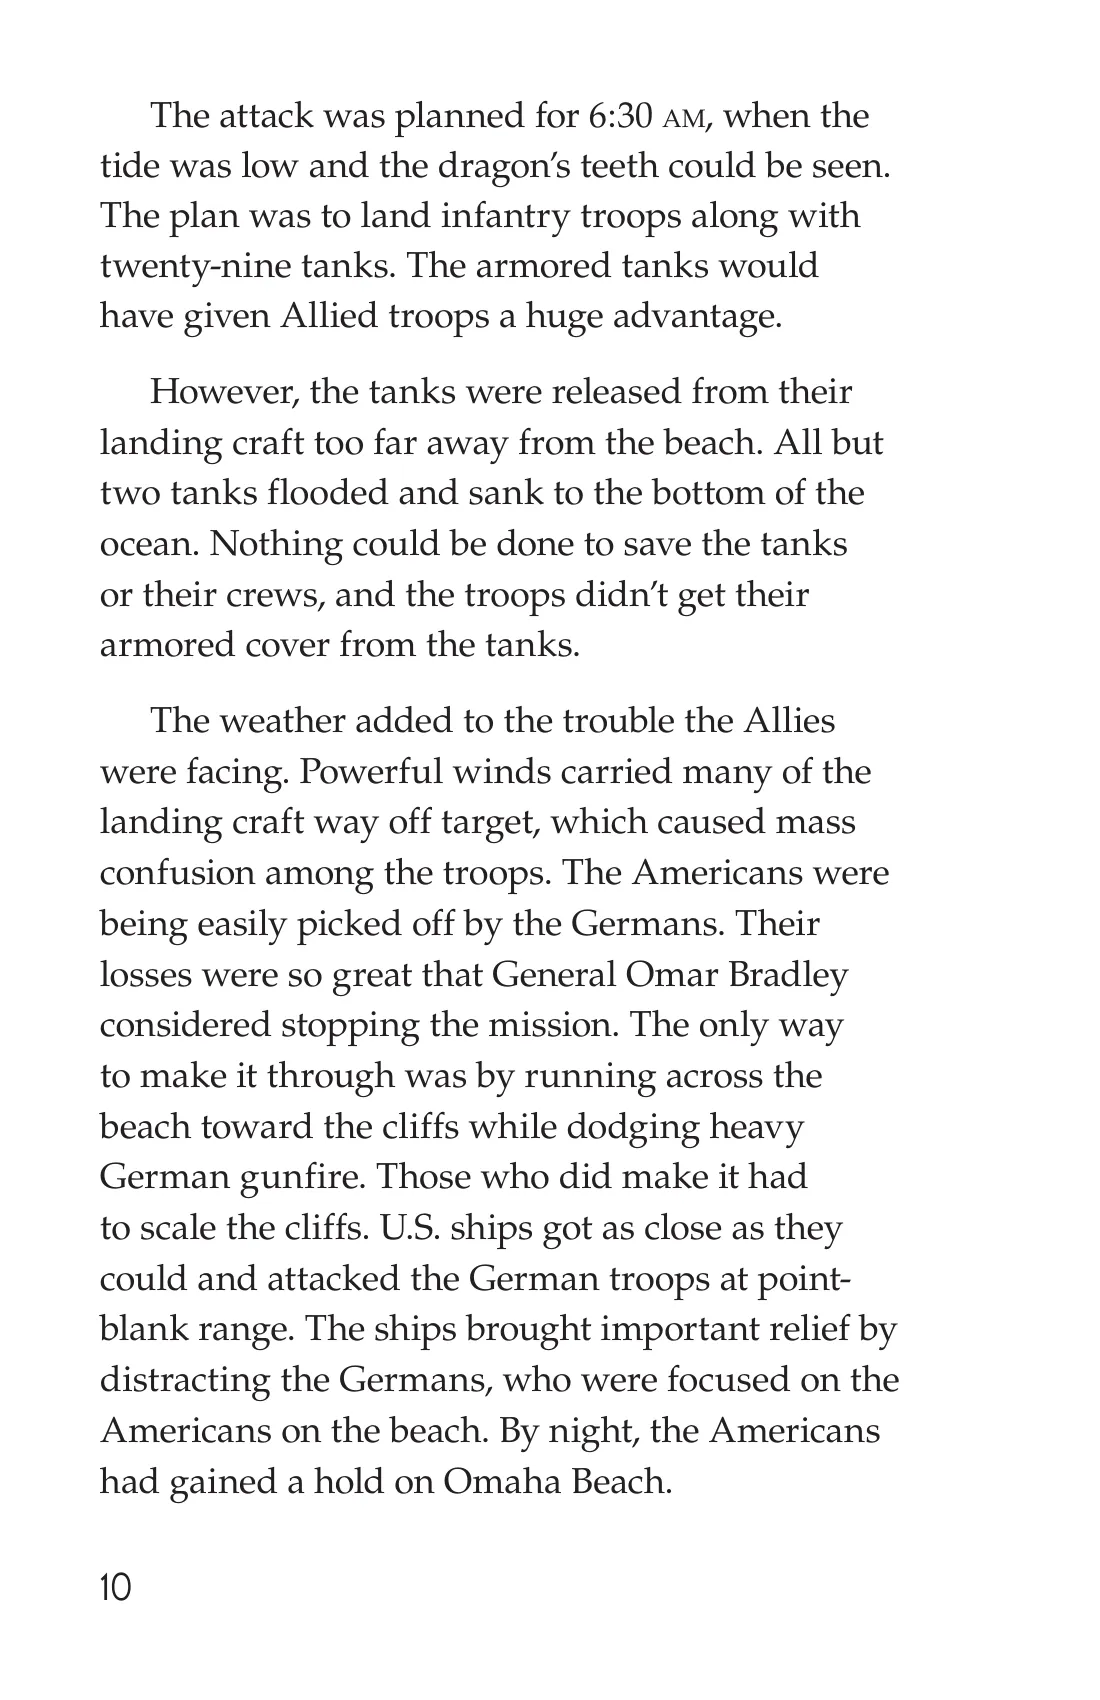 The attack was planned for 6:30 AM, when the
tide was low and the dragon’s teeth could be seen.
The plan was to land infantry troops along with
twenty-nine tanks. The armored tanks would
have given Allied troops a huge advantage.
However, the tanks were released from their
landing craft too far away from the beach. All but
two tanks flooded and sank to the bottom of the
ocean. Nothing could be done to save the tanks
or their crews, and the troops didn’t get their
armored cover from the tanks.
The weather added to the trouble the Allies
were facing. Powerful winds carried many of the
landing craft way off target, which caused mass
confusion among the troops. The Americans were
being easily picked off by the Germans. Their
losses were so great that General Omar Bradley
considered stopping the mission. The only way
to make it through was by running across the
beach toward the cliffs while dodging heavy
German gunfire. Those who did make it had
to scale the cliffs. U.S. ships got as close as they
could and attacked the German troops at point-
blank range. The ships brought important relief by
distracting the Germans, who were focused on the
Americans on the beach. By night, the Americans
had gained a hold on Omaha Beach.
10